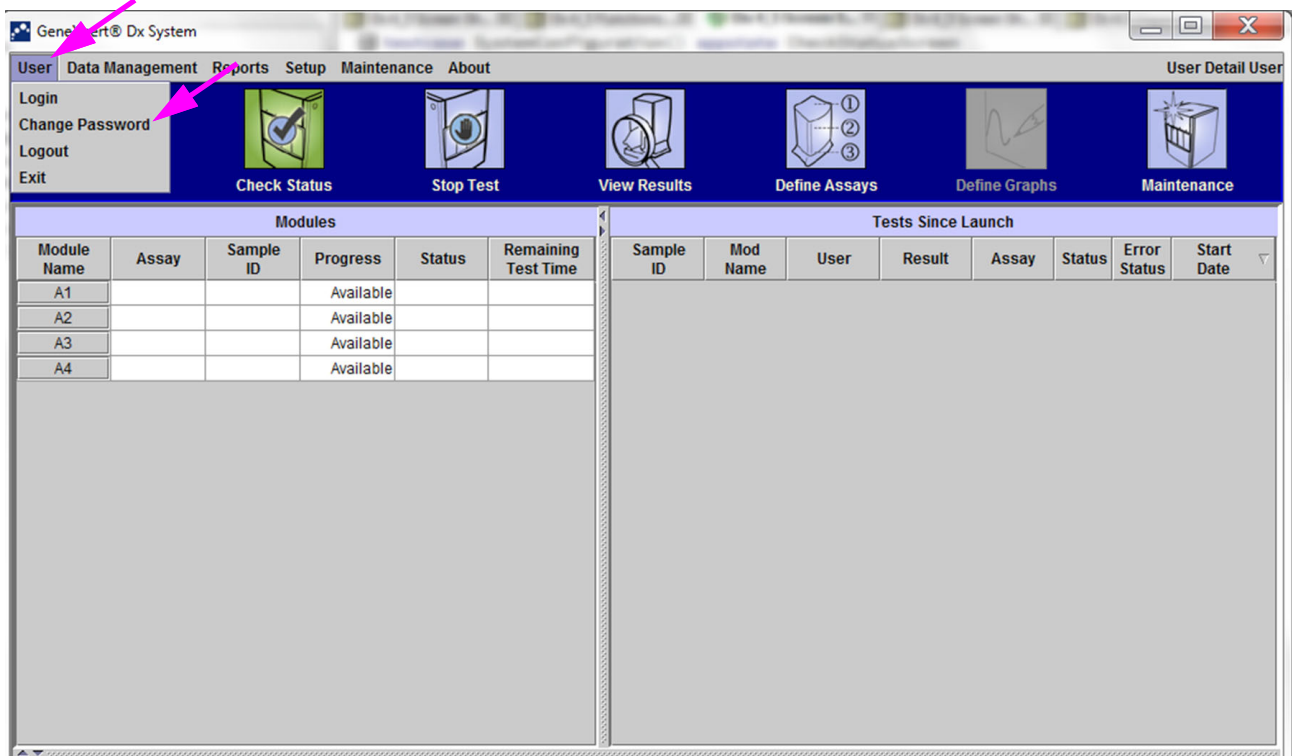 GeneXpert® Dx System
User Data Management Reports Setup Maintenance About User Detail User
Login
Change Password
Logout
Exit
Check Status Stop Test View Results Define Assays Define Graphs Maintenance
① ② ③
Modules Tests Since Launch
Module Name Assay Sample ID Progress Status Remaining Test Time Sample ID Mod Name User Result Assay Status Error Status Start Date
A1 Available
A2 Available
A3 Available
A4 Available